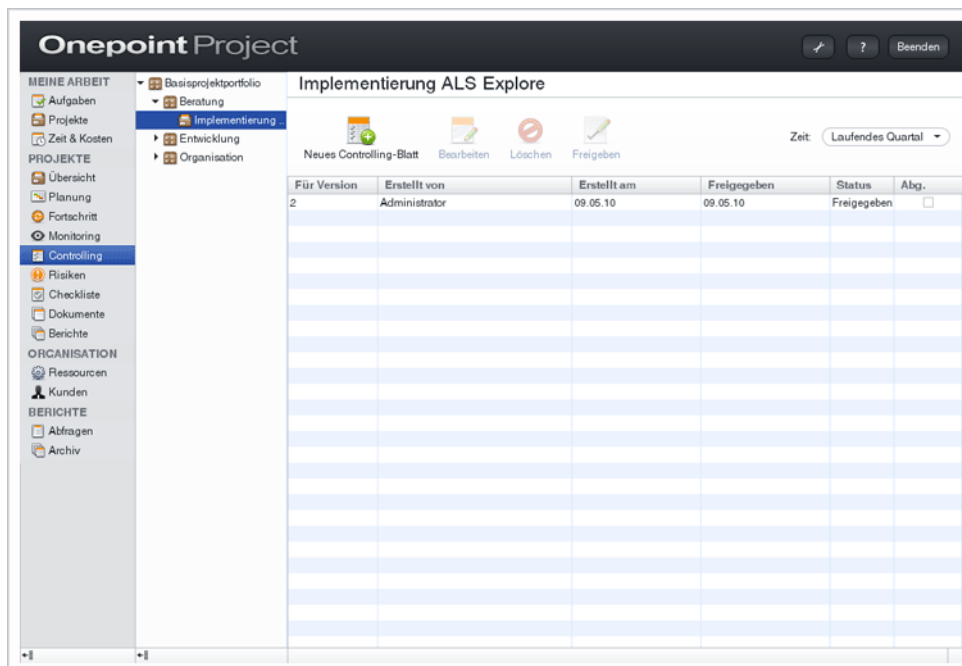 Onepoint Project
?
Beenden
MEINE ARBEIT
Aufgaben
Projekte
Zeit & Kosten
PROJEKTE
Übersicht
Planung
Fortschritt
Monitoring
Controlling
Risiken
Checkliste
Dokumente
Berichte
ORGANISATION
Ressourcen
Kunden
BERICHTE
Abfragen
Archiv
Basisprojektportfolio
Beratung
Implementierung ..
Entwicklung
Organisation
Implementierung ALS Explore
Neues Controlling-Blatt Bearbeiten Löschen Freigeben
Zeit: Laufendes Quartal
Für Version Erstellt von Erstellt am Freigegeben Status Abg.
2 Administrator 09.05.10 09.05.10 Freigegeben